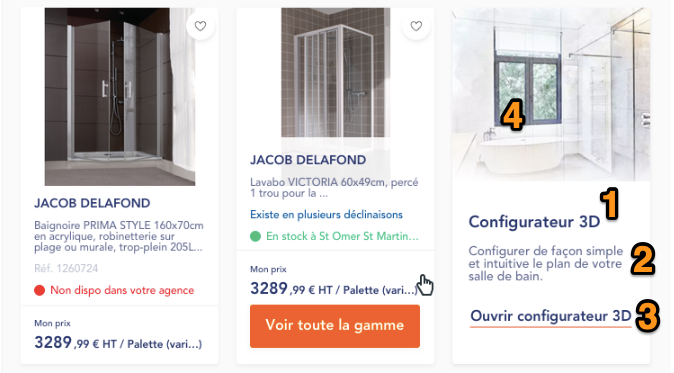 JACOB DELAFOND
Baignoire PRIMA STYLE 160x70cm
en acrylique, robinetterie sur
plage ou murale, trop-plein 205L...
Réf. 1260724
Non dispo dans votre agence
Mon prix
3289,99 € HT / Palette (vari...)
JACOB DELAFOND
Lavabo VICTORIA 60x49cm, percé
1 trou pour la ...
Existe en plusieurs déclinaisons
En stock à St Omer St Martin...
Mon prix
3289,99 € HT / Palette (vari...)
Voir toute la gamme
4
Configurateur 3D 1
Configurer de façon simple
et intuitive le plan de votre 2
salle de bain.
Ouvrir configurateur 3D 3